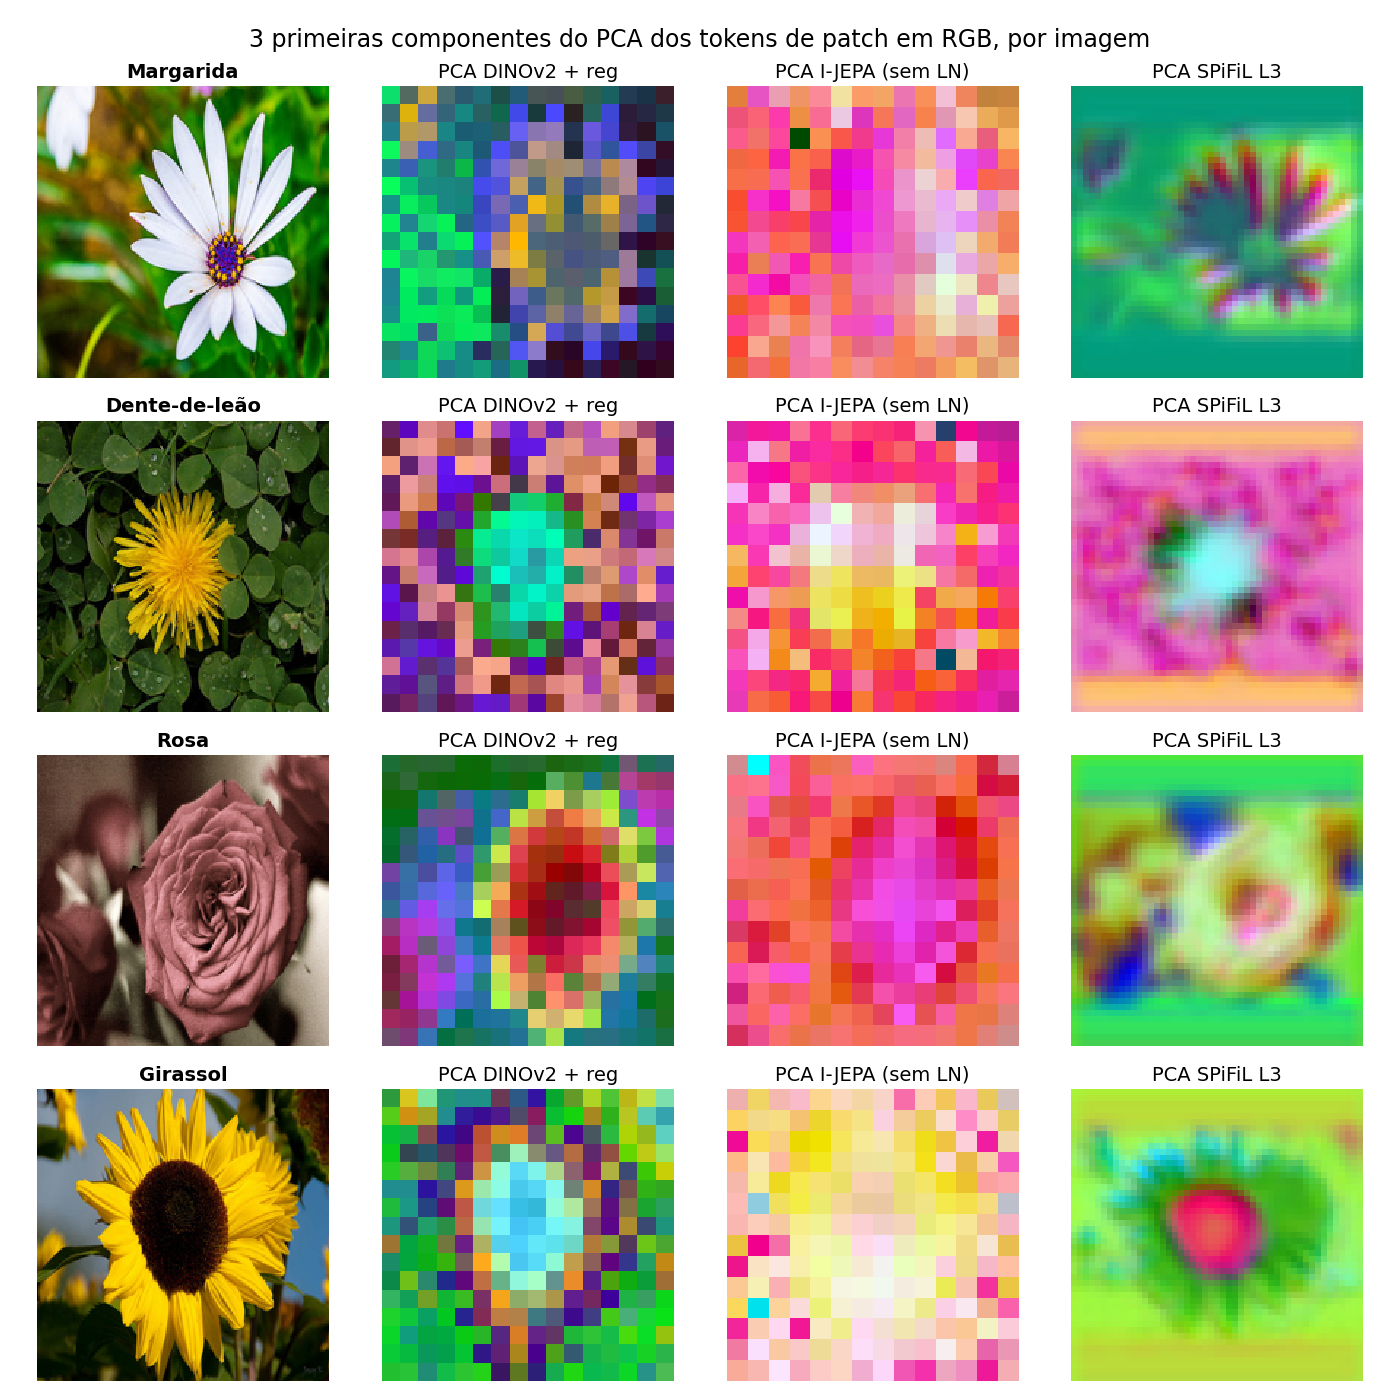 3 primeiras componentes do PCA dos tokens de patch em RGB, por imagem
Margarida
PCA DINOv2 + reg
PCA I-JEPA (sem LN)
PCA SPiFiL L3
Dente-de-leão
PCA DINOv2 + reg
PCA I-JEPA (sem LN)
PCA SPiFiL L3
Rosa
PCA DINOv2 + reg
PCA I-JEPA (sem LN)
PCA SPiFiL L3
Girassol
PCA DINOv2 + reg
PCA I-JEPA (sem LN)
PCA SPiFiL L3